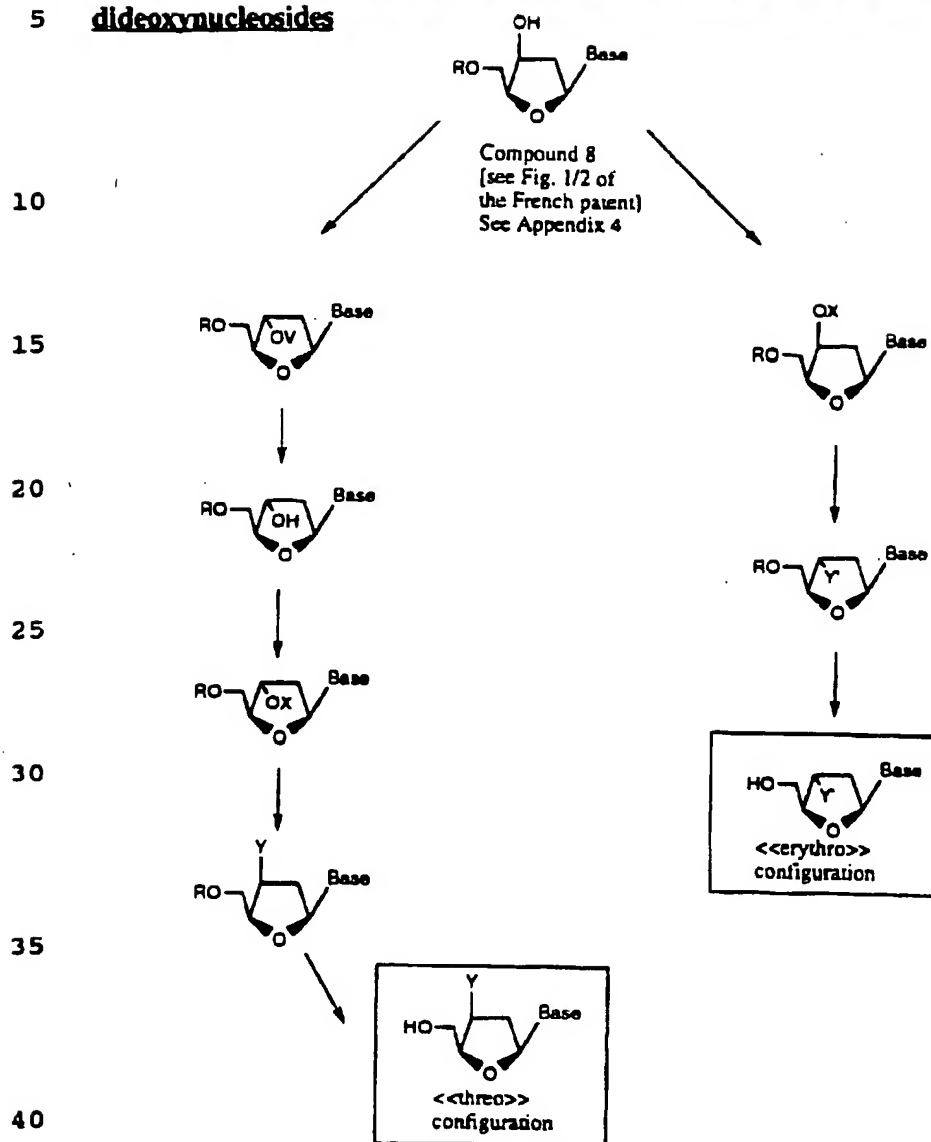 5 dideoxynucleosides
OH
RO Base
O
Compound 8
[see Fig. 1/2 of
the French patent]
See Appendix 4
10
15
RO OV Base
O
OX
RO Base
O
20
RO OH Base
O
RO Y' Base
O
25
RO OX Base
O
30
HO Y' Base
O
<<erythro>>
configuration
Y
RO Base
O
35
Y
HO Base
O
<<threo>>
configuration
40